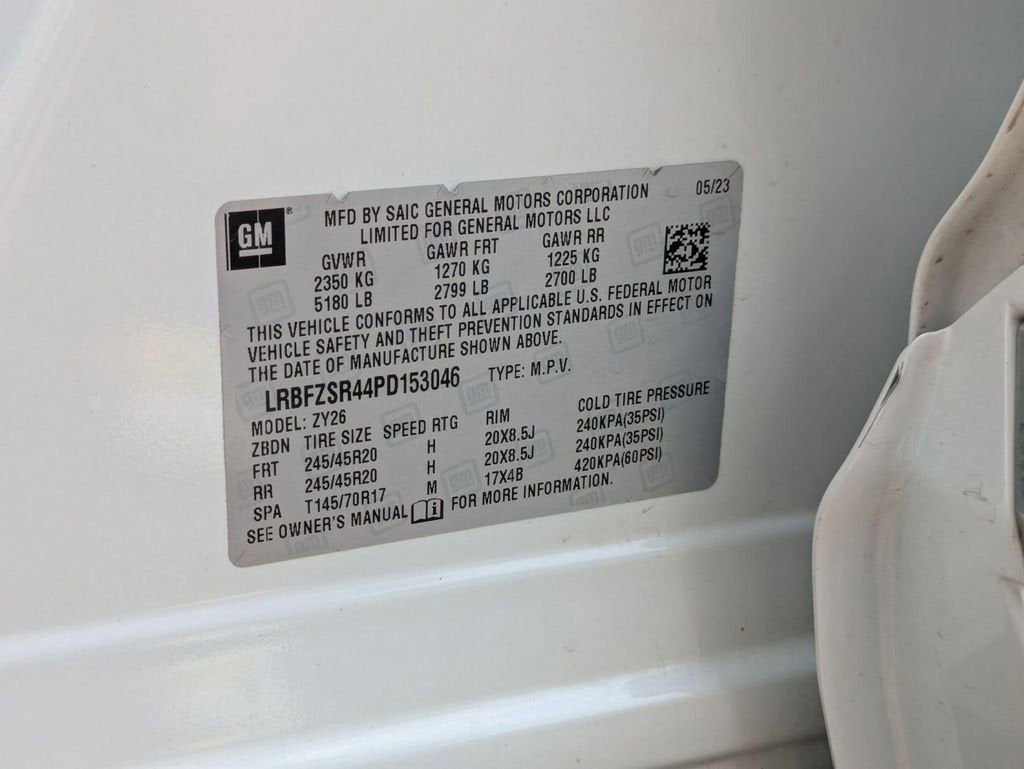 GM ®
MFD BY SAIC GENERAL MOTORS CORPORATION 05/23
LIMITED FOR GENERAL MOTORS LLC
GVWR GAWR FRT GAWR RR
2350 KG 1270 KG 1225 KG
5180 LB 2799 LB 2700 LB
THIS VEHICLE CONFORMS TO ALL APPLICABLE U.S. FEDERAL MOTOR
VEHICLE SAFETY AND THEFT PREVENTION STANDARDS IN EFFECT ON
THE DATE OF MANUFACTURE SHOWN ABOVE.
LRBFZSR44PD153046 TYPE: M.P.V.
MODEL: ZY26
ZBDN TIRE SIZE SPEED RTG RIM COLD TIRE PRESSURE
FRT 245/45R20 H 20X8.5J 240KPA(35PSI)
RR 245/45R20 H 20X8.5J 240KPA(35PSI)
SPA T145/70R17 M 17X4B 420KPA(60PSI)
SEE OWNER'S MANUAL i FOR MORE INFORMATION.